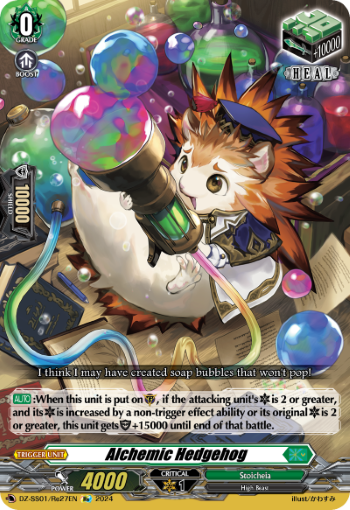 0
GRADE
BOOST
+10000
HEAL
10000
SHIELD
I think I may have created soap bubbles that won't pop!
AUTO:When this unit is put on , if the attacking unit's is 2 or greater,
and its is increased by a non-trigger effect ability or its original is 2
or greater, this unit gets +15000 until end of that battle.
TRIGGER UNIT
Alchemic Hedgehog
POWER 4000
CRITICAL
1
Stoicheia
High Beast
DZ-SS01/Re27EN 2024
illust/かわすみ